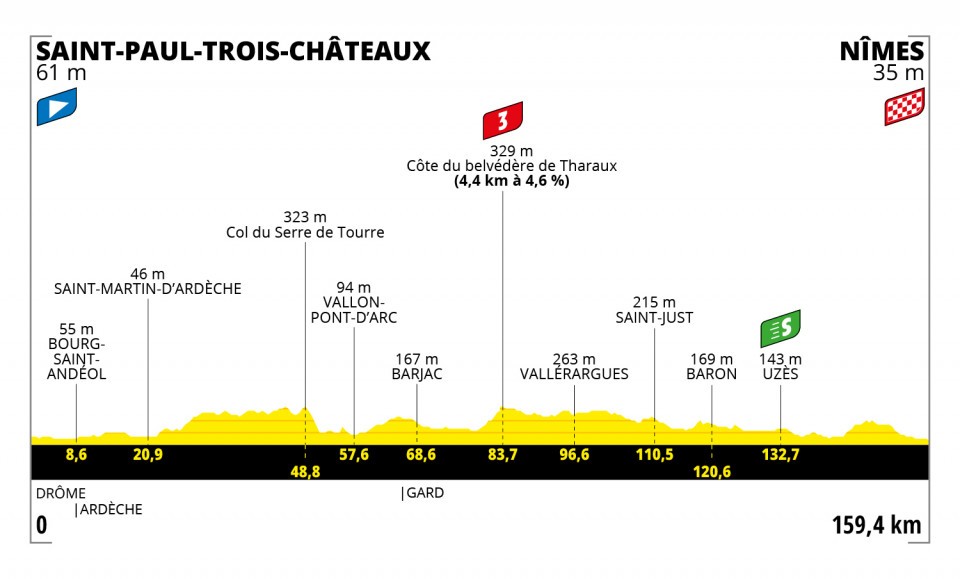 SAINT-PAUL-TROIS-CHÂTEAUX
61 m
NÎMES
35 m
3
329 m
Côte du belvédère de Tharaux
(4,4 km à 4,6 %)
323 m
Col du Serre de Tourre
46 m
SAINT-MARTIN-D’ARDÈCHE
94 m
VALLON-
PONT-D’ARC
215 m
SAINT-JUST
S
55 m
BOURG-
SAINT-
ANDÉOL
167 m
BARJAC
263 m
VALLÉRARGUES
169 m
BARON
143 m
UZÈS
8,6
20,9
48,8
57,6
68,6
83,7
96,6
110,5
120,6
132,7
DRÔME
|ARDÈCHE
|GARD
0
159,4 km